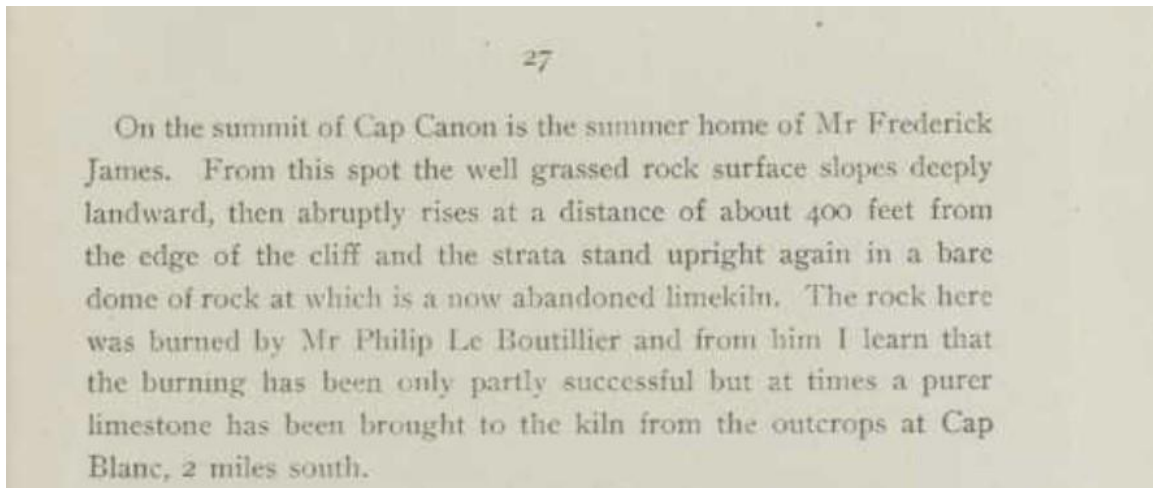 27
On the summit of Cap Canon is the summer home of Mr Frederick
James. From this spot the well grassed rock surface slopes deeply
landward, then abruptly rises at a distance of about 400 feet from
the edge of the cliff and the strata stand upright again in a bare
dome of rock at which is a now abandoned limekiln. The rock here
was burned by Mr Philip Le Boutillier and from him I learn that
the burning has been only partly successful but at times a purer
limestone has been brought to the kiln from the outcrops at Cap
Blanc, 2 miles south.